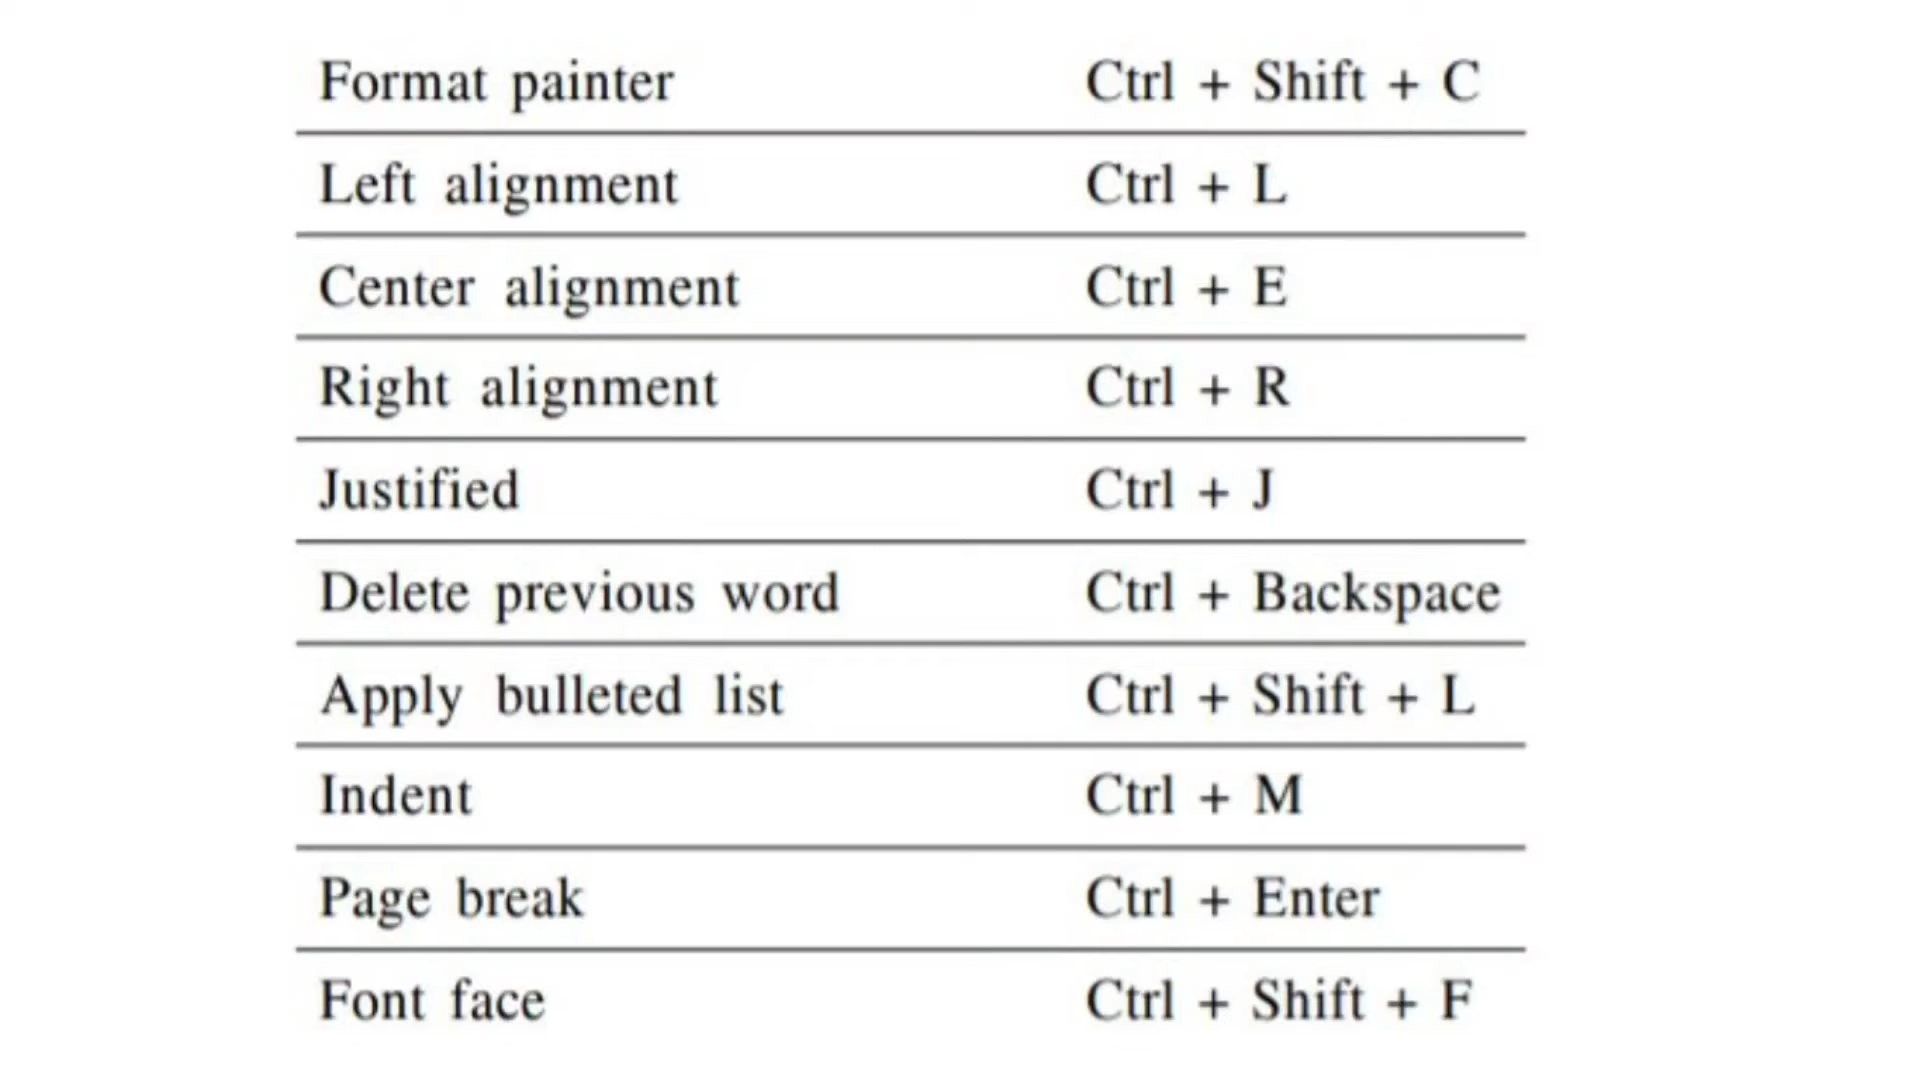 Format painter Ctrl + Shift + C
Left alignment Ctrl + L
Center alignment Ctrl + E
Right alignment Ctrl + R
Justified Ctrl + J
Delete previous word Ctrl + Backspace
Apply bulleted list Ctrl + Shift + L
Indent Ctrl + M
Page break Ctrl + Enter
Font face Ctrl + Shift + F